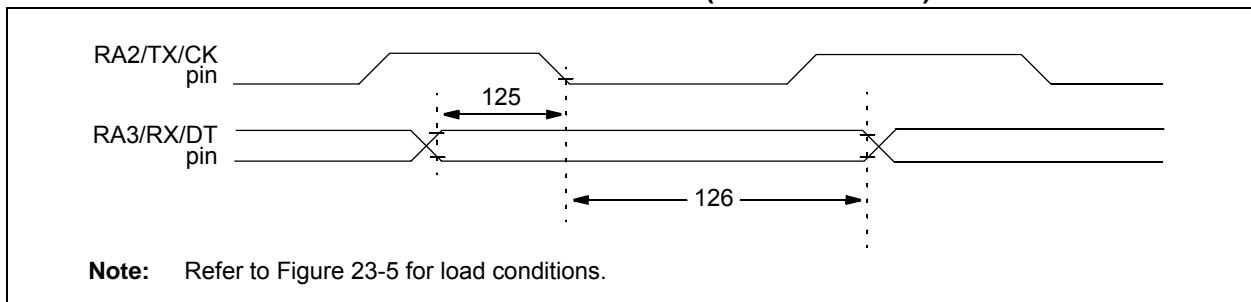 RA2/TX/CK
pin
125
RA3/RX/DT
pin
126
Note: Refer to Figure 23-5 for load conditions.